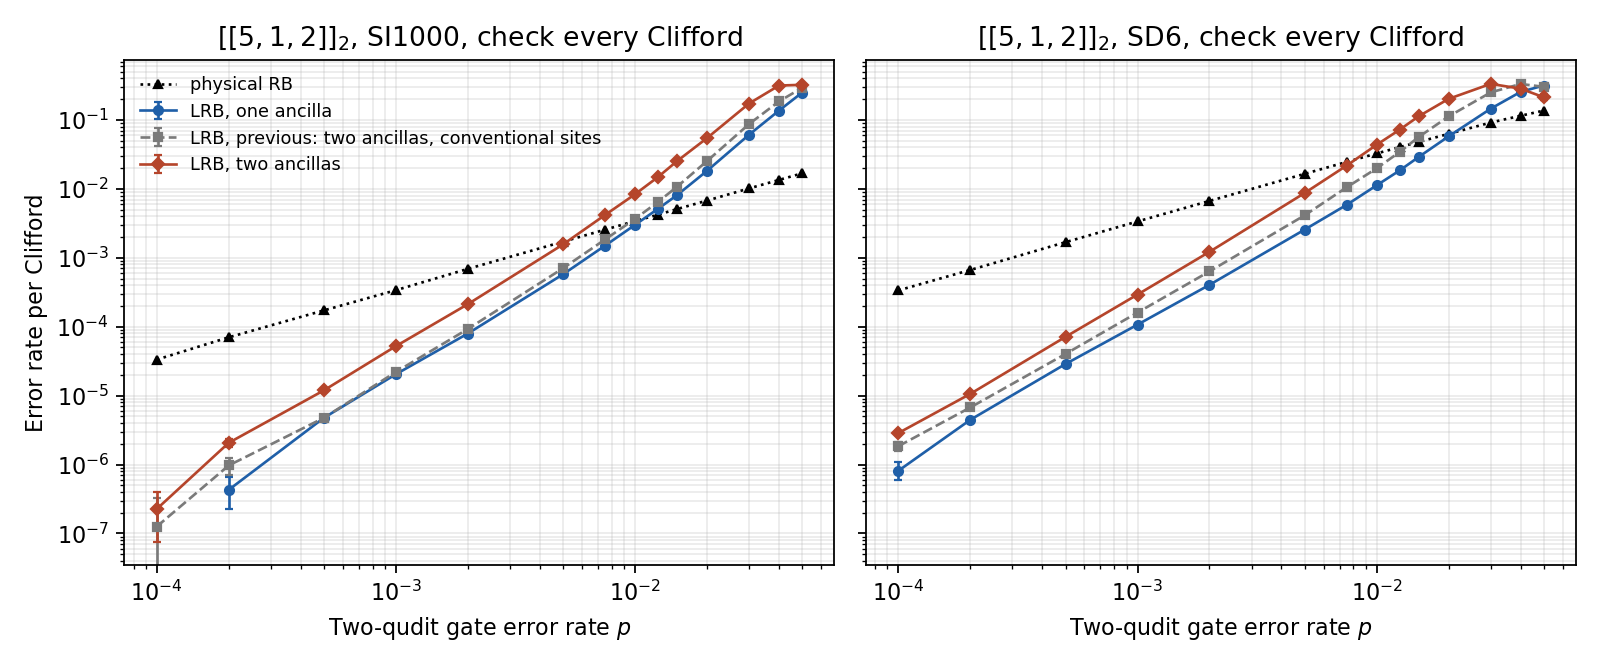 [[5, 1, 2]]₂, SI1000, check every Clifford
physical RB
LRB, one ancilla
LRB, previous: two ancillas, conventional sites
LRB, two ancillas
Error rate per Clifford
10⁻¹
10⁻²
10⁻³
10⁻⁴
10⁻⁵
10⁻⁶
10⁻⁷
10⁻⁴ 10⁻³ 10⁻²
Two-qudit gate error rate p
[[5, 1, 2]]₂, SD6, check every Clifford
10⁻⁴ 10⁻³ 10⁻²
Two-qudit gate error rate p